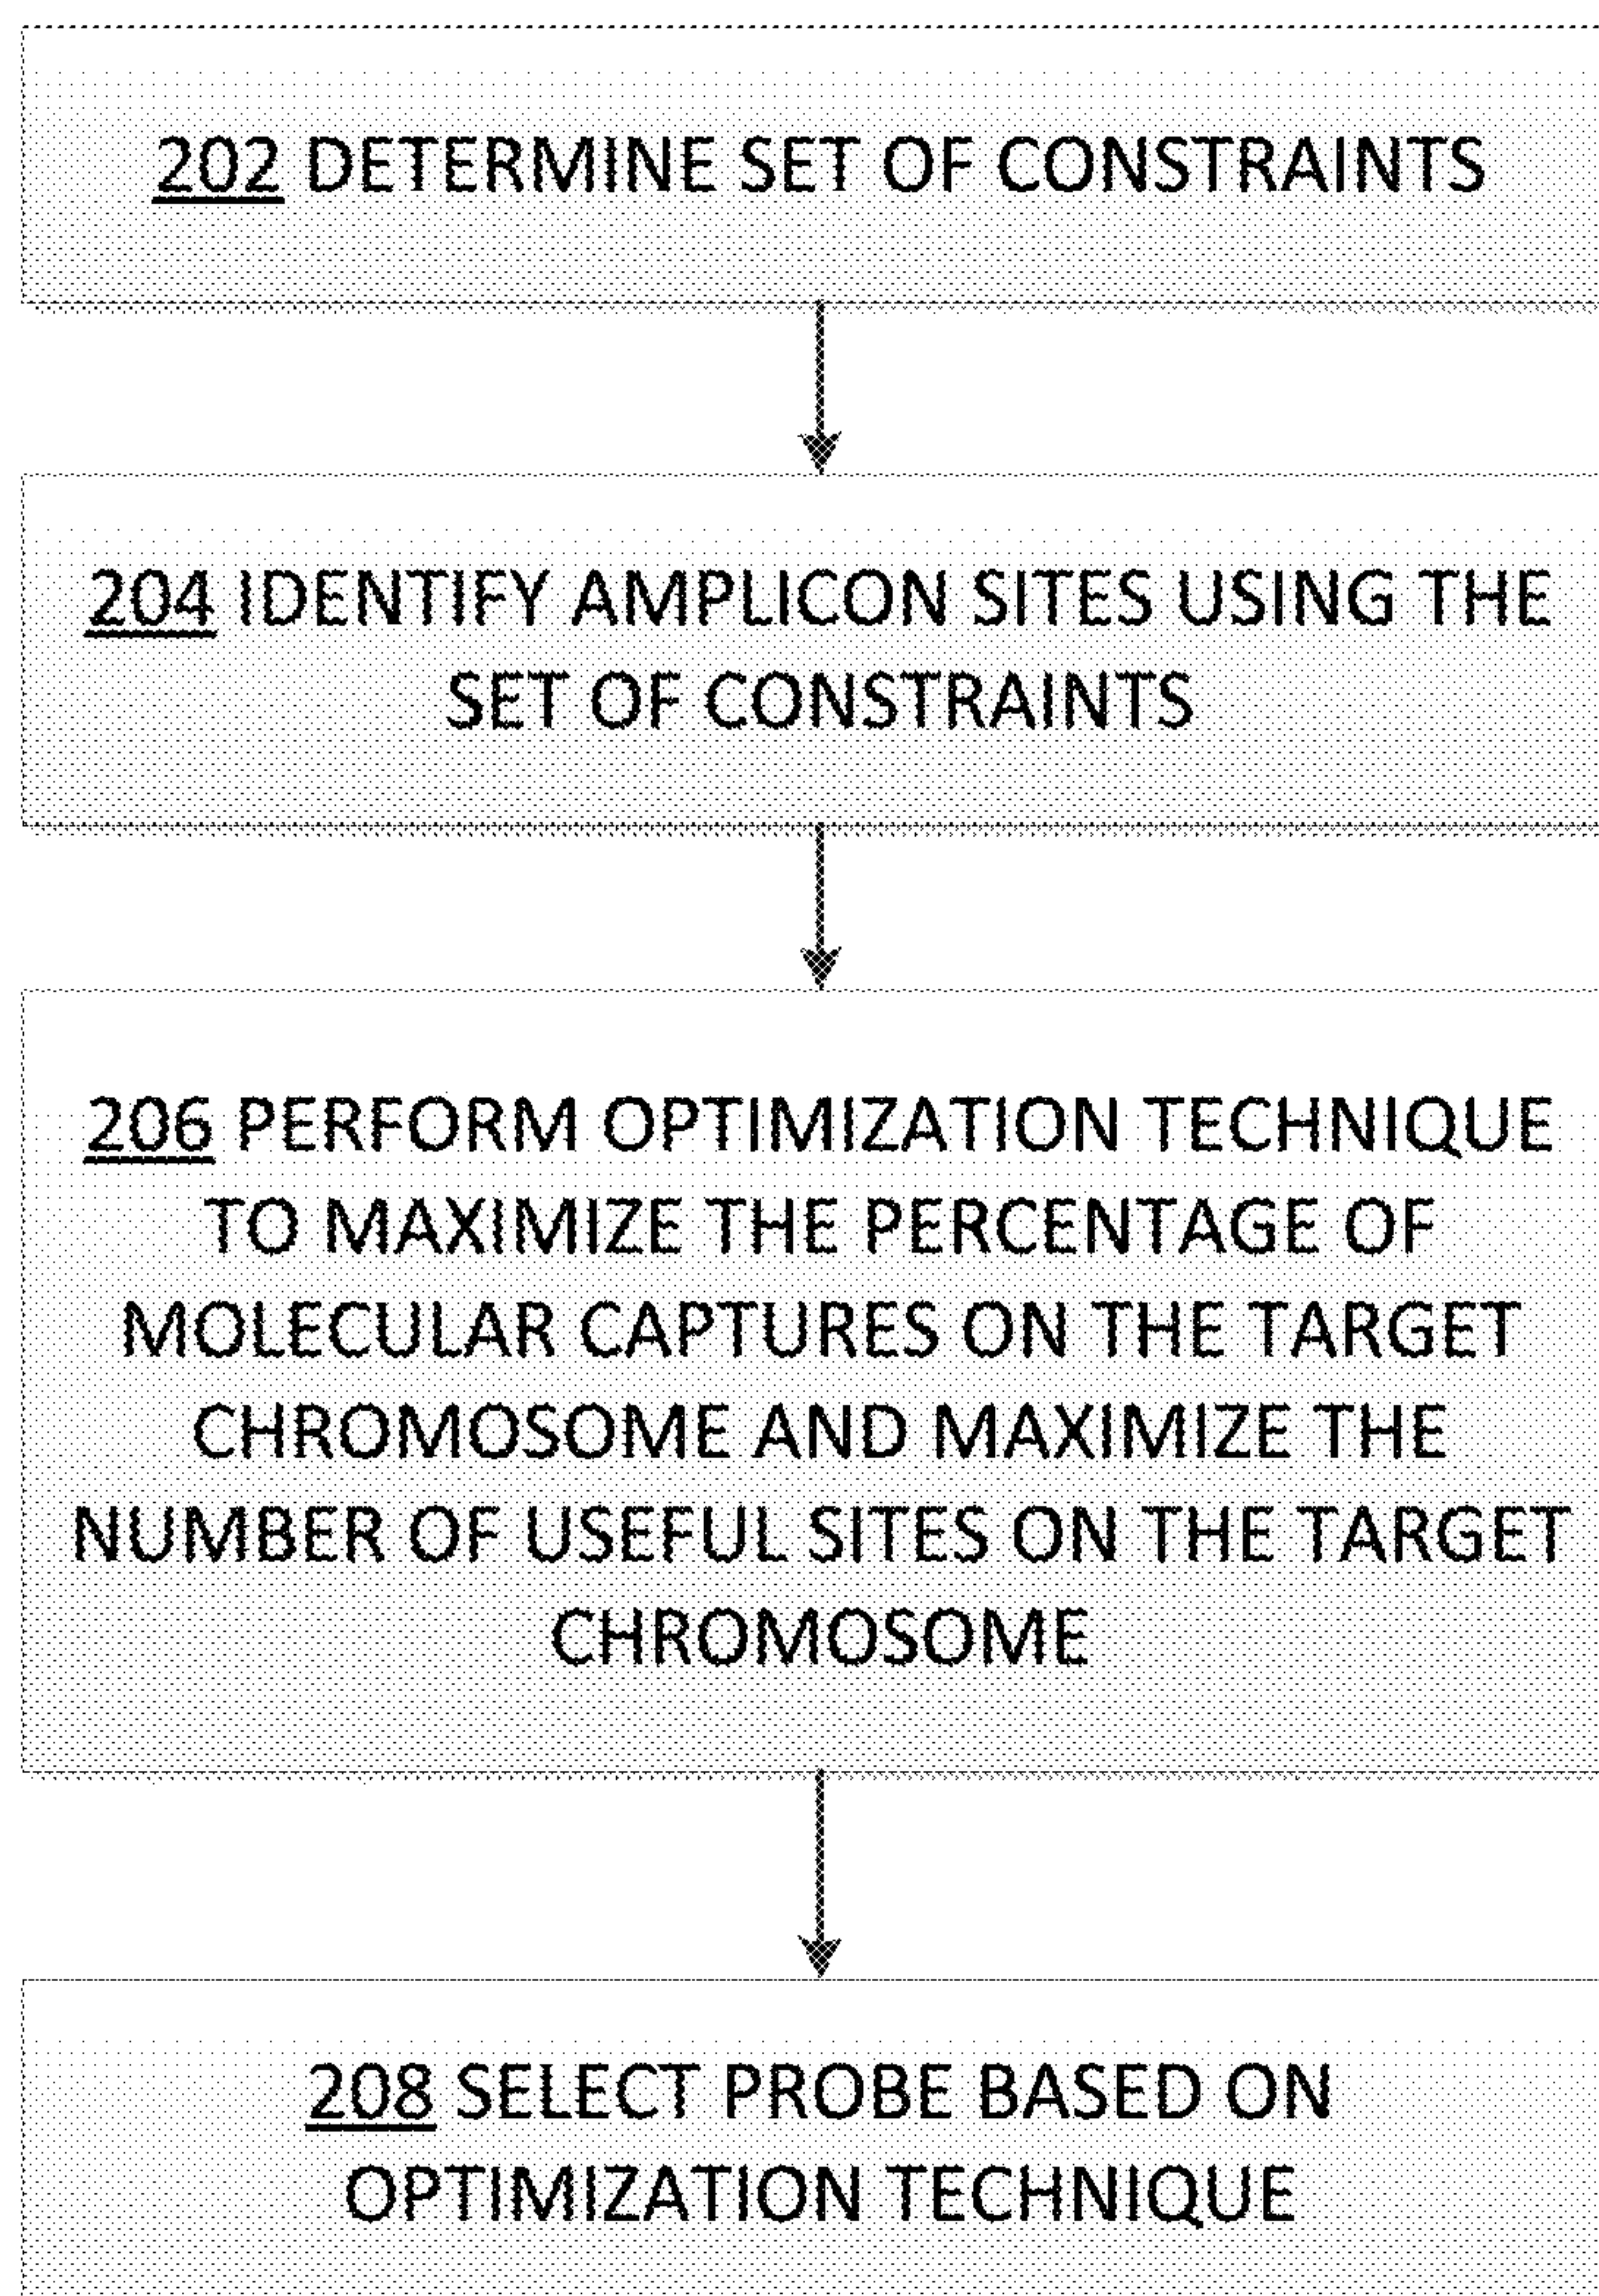 202 DETERMINE SET OF CONSTRAINTS
204 IDENTIFY AMPLICON SITES USING THE
SET OF CONSTRAINTS
206 PERFORM OPTIMIZATION TECHNIQUE
TO MAXIMIZE THE PERCENTAGE OF
MOLECULAR CAPTURES ON THE TARGET
CHROMOSOME AND MAXIMIZE THE
NUMBER OF USEFUL SITES ON THE TARGET
CHROMOSOME
208 SELECT PROBE BASED ON
OPTIMIZATION TECHNIQUE